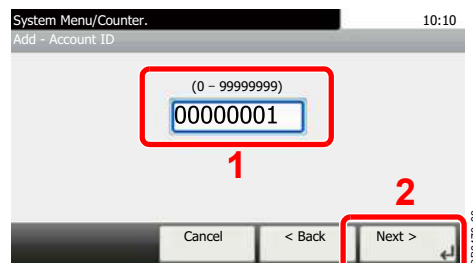 System Menu/Counter.
10:10
Add - Account ID
(0 – 99999999)
00000001
1
2
Cancel
< Back
Next >